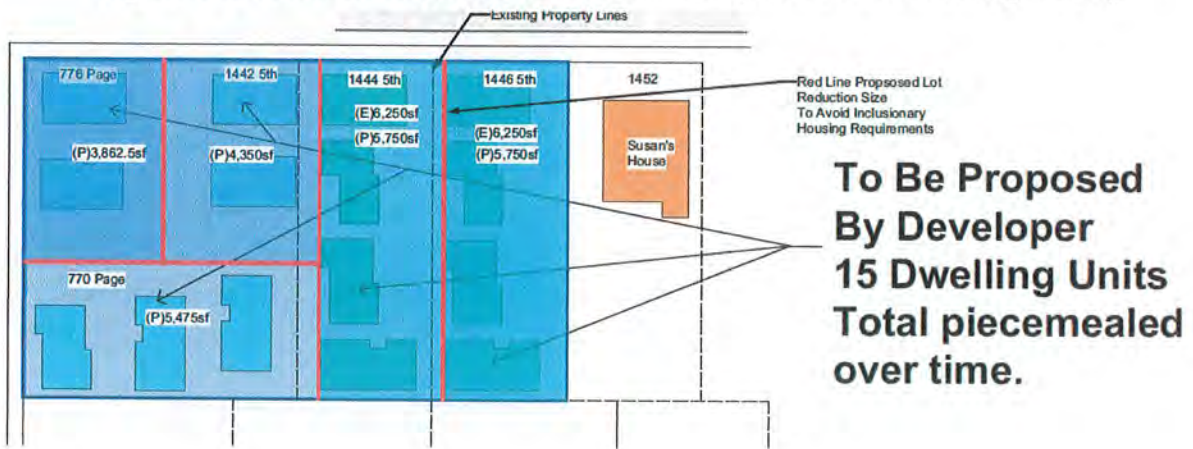 Existing Property Lines
776 Page
1442 5th
1444 5th
1446 5th
1452
(E)6,250sf
(P)5,750sf
(E)6,250sf
(P)5,750sf
(P)3,862.5sf
(P)4,350sf
Susan's
House
Red Line Propsosed Lot
Reduction Size
To Avoid Inclusionary
Housing Requirements
770 Page
(P)5,475sf
To Be Proposed
By Developer
15 Dwelling Units
Total piecemealed
over time.